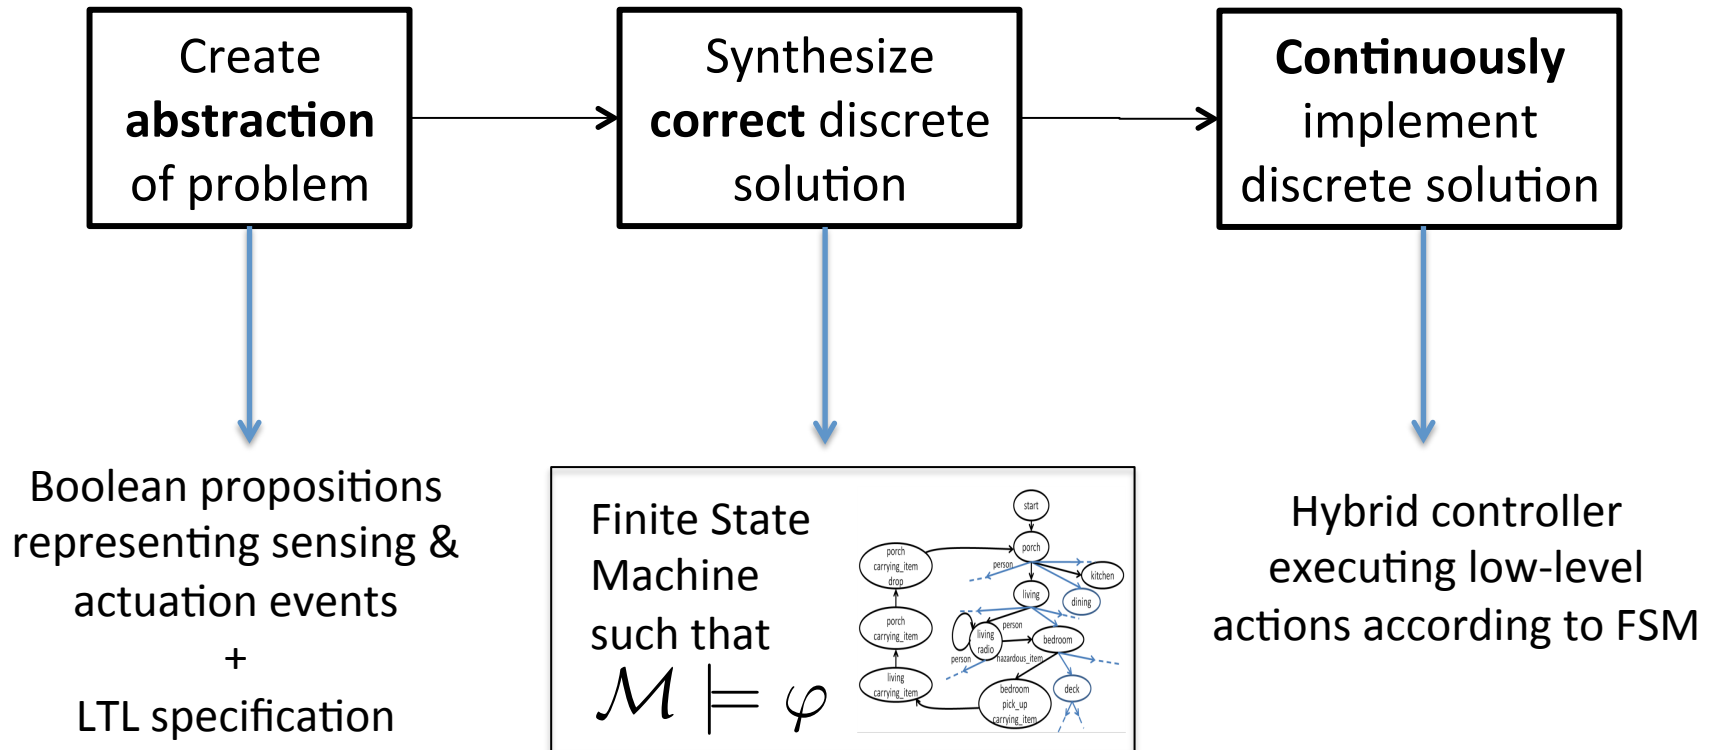 Create
abstraction
of problem
Synthesize
correct discrete
solution
Continuously
implement
discrete solution
Boolean propositions
representing sensing &
actuation events
+
LTL specification
Finite State
Machine
such that
ℳ ⊨ φ
start
porch
person
kitchen
dining
living
person
bedroom
living
radio
person
hazardous_item
deck
bedroom
pick_up
carrying_item
living
carrying_item
porch
carrying_item
porch
carrying_item
drop
Hybrid controller
executing low-level
actions according to FSM